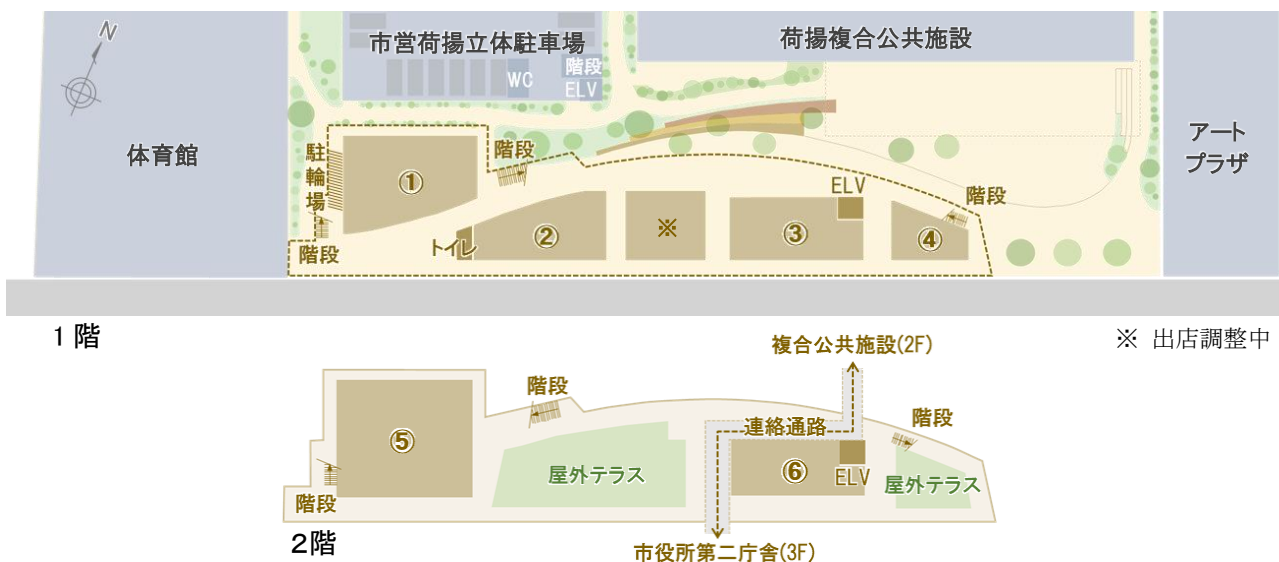 N
市営荷揚立体駐車場
荷揚複合公共施設
WC
階段
ELV
体育館
アート
プラザ
駐輪場
①
階段
ELV
階段
トイレ
②
※
③
④
階段
1階
※ 出店調整中
複合公共施設(2F)
階段
連絡通路
階段
⑤
屋外テラス
⑥
ELV
屋外テラス
階段
2階
市役所第二庁舎(3F)